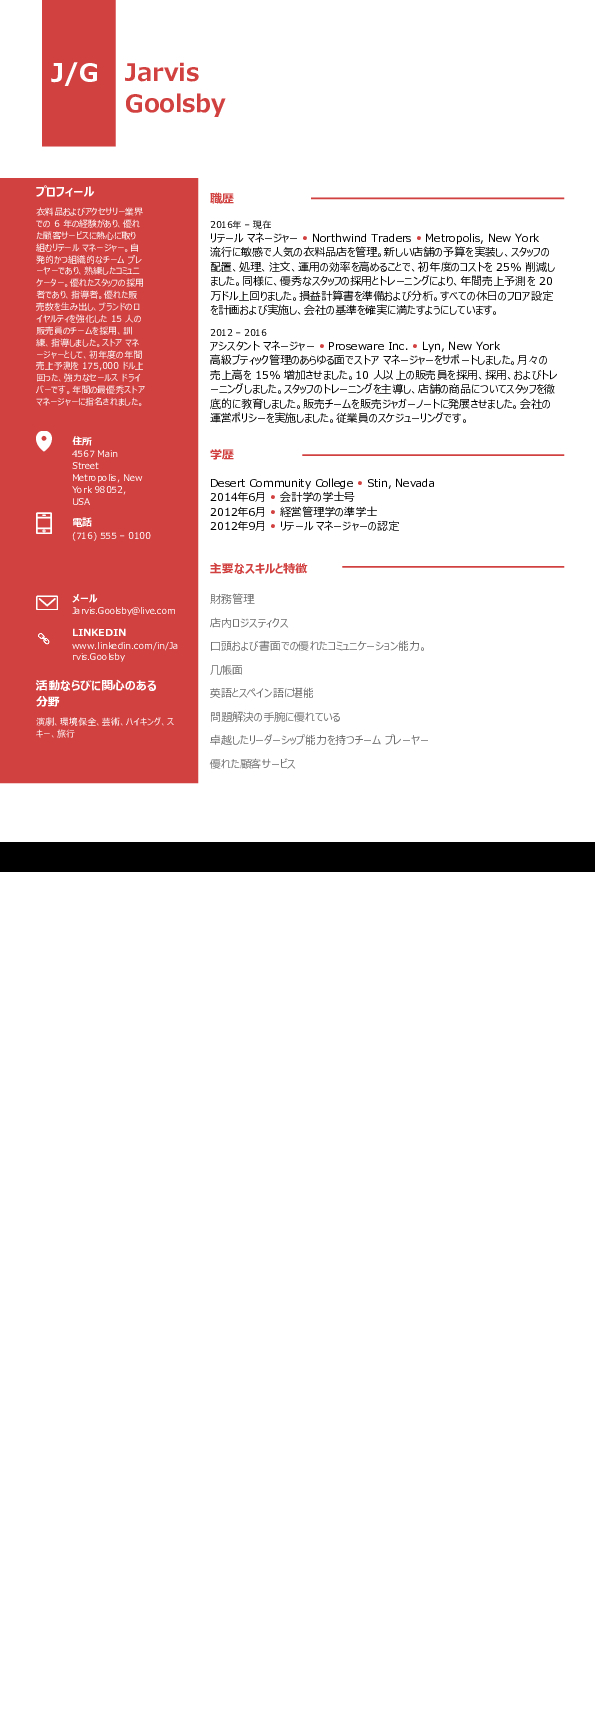 J/G
Jarvis
Goolsby
プロフィール
衣料品およびアクセサリー業界
での 6 年の経験があり、優れ
た顧客サービスに熱心に取り
組むリテール マネージャー。自
発的かつ組織的なチーム プレ
ーヤーであり、熟練したコミュニ
ケーター。優れたスタッフの採用
者であり、指導者。優れた販
売数を生み出し、ブランドのロ
イヤルティを強化した 15 人の
販売員のチームを採用、訓
練、指導しました。ストア マネ
ージャーとして、初年度の年間
売上予測を 175,000 ドル上
回った、強力なセールス ドライ
バーです。年間の最優秀ストア
マネージャーに指名されました。
住所
4567 Main
Street
Metropolis, New
York 98052,
USA
電話
(716) 555 – 0100
メール
Jarvis.Goolsby@live.com
LINKEDIN
www.linkedin.com/in/Ja
rvis.Goolsby
活動ならびに関心のある
分野
演劇、環境保全、芸術、ハイキング、ス
キー、旅行
職歴
2016年 – 現在
リテール マネージャー • Northwind Traders • Metropolis, New York
流行に敏感で人気の衣料品店を管理。新しい店舗の予算を実装し、スタッフの
配置、処理、注文、運用の効率を高めることで、初年度のコストを 25% 削減し
ました。同様に、優秀なスタッフの採用とトレーニングにより、年間売上予測を 20
万ドル上回りました。損益計算書を準備および分析。すべての休日のフロア設定
を計画および実施し、会社の基準を確実に満たすようにしています。
2012 – 2016
アシスタント マネージャー • Proseware Inc. • Lyn, New York
高級ブティック管理のあらゆる面でストア マネージャーをサポートしました。月々の
売上高を 15% 増加させました。10 人以上の販売員を採用、採用、およびトレ
ーニングしました。スタッフのトレーニングを主導し、店舗の商品についてスタッフを徹
底的に教育しました。販売チームを販売ジャガーノートに発展させました。会社の
運営ポリシーを実施しました。従業員のスケジューリングです。
学歴
Desert Community College • Stin, Nevada
2014年6月 • 会計学の学士号
2012年6月 • 経営管理学の準学士
2012年9月 • リテール マネージャーの認定
主要なスキルと特徴
財務管理
店内ロジスティクス
口頭および書面での優れたコミュニケーション能力。
几帳面
英語とスペイン語に堪能
問題解決の手腕に優れている
卓越したリーダーシップ能力を持つチーム プレーヤー
優れた顧客サービス